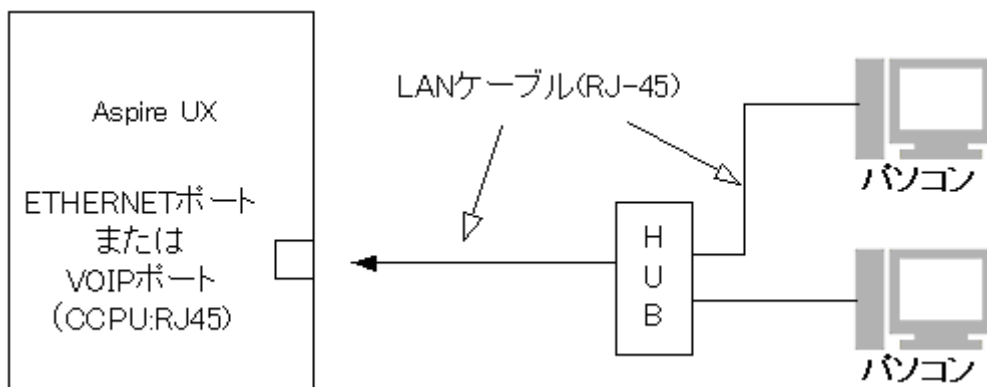 Aspire UX
ETHERNETポート
または
VOIPポート
(CCPU:RJ45)
LANケーブル(RJ-45)
HUB
パソコン
パソコン